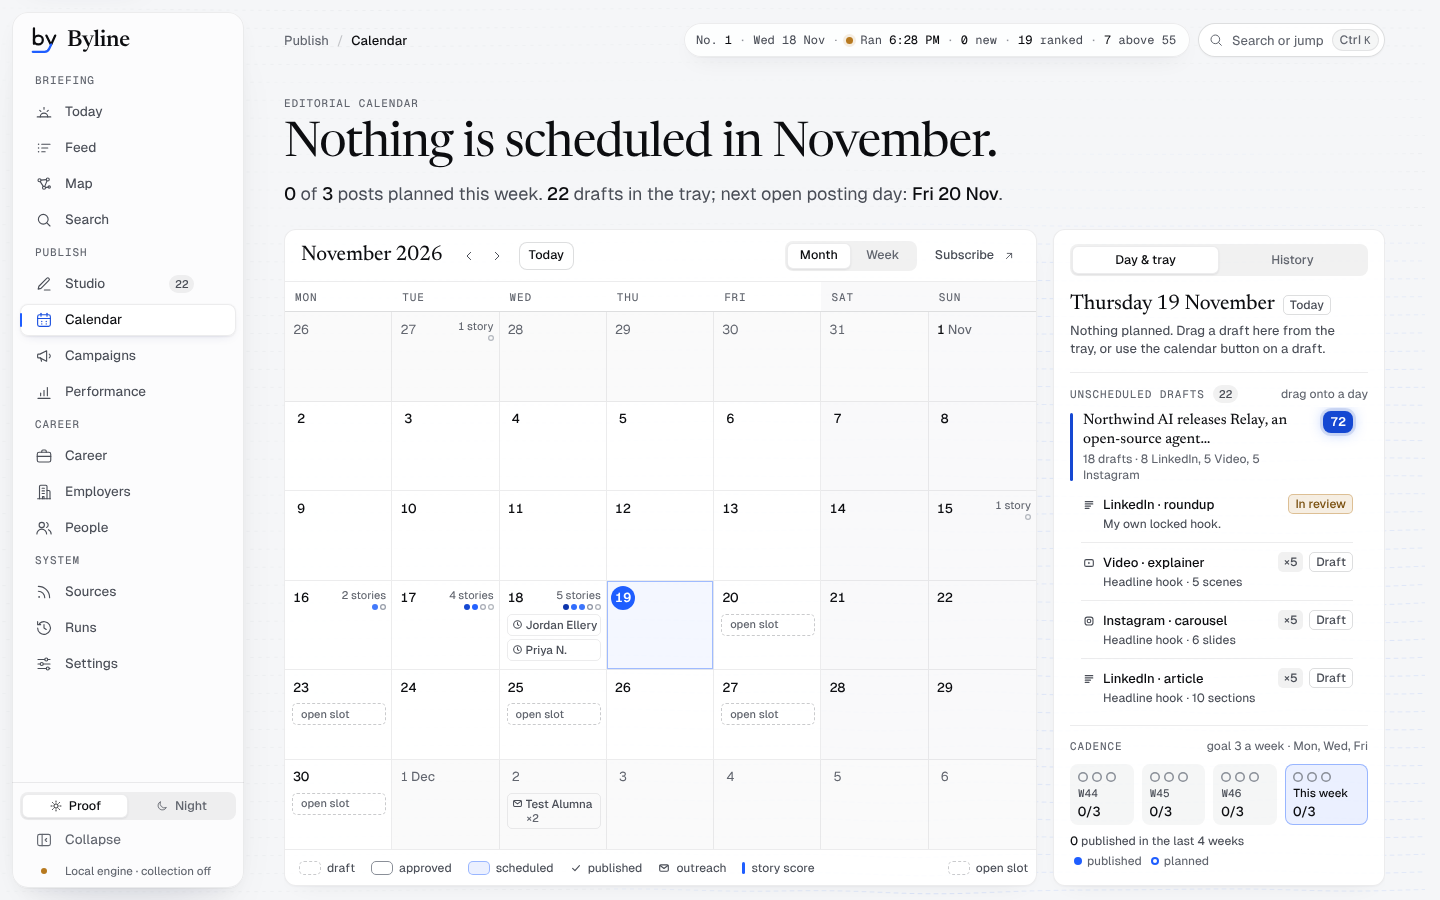 by Byline
BRIEFING
Today
Feed
Map
Search
PUBLISH
Studio 22
Calendar
Campaigns
Performance
CAREER
Career
Employers
People
SYSTEM
Sources
Runs
Settings
Proof Night
Collapse
Local engine · collection off
Publish / Calendar
No. 1 · Wed 18 Nov · Ran 6:28 PM · 0 new · 19 ranked · 7 above 55
Search or jump Ctrl K
EDITORIAL CALENDAR
Nothing is scheduled in November.
0 of 3 posts planned this week. 22 drafts in the tray; next open posting day: Fri 20 Nov.
November 2026 Today Month Week Subscribe
MON TUE WED THU FRI SAT SUN
26 27 1 story 28 29 30 31 1 Nov
2 3 4 5 6 7 8
9 10 11 12 13 14 15 1 story
16 2 stories 17 4 stories 18 5 stories 19 20 21 22
Jordan Ellery open slot
Priya N.
23 24 25 26 27 28 29
open slot open slot open slot
30 1 Dec 2 3 4 5 6
open slot Test Alumna
×2
draft approved scheduled published outreach story score open slot
Day & tray History
Thursday 19 November Today
Nothing planned. Drag a draft here from the
tray, or use the calendar button on a draft.
UNSCHEDULED DRAFTS 22 drag onto a day
Northwind AI releases Relay, an 72
open-source agent…
18 drafts · 8 LinkedIn, 5 Video, 5
Instagram
LinkedIn · roundup In review
My own locked hook.
Video · explainer ×5 Draft
Headline hook · 5 scenes
Instagram · carousel ×5 Draft
Headline hook · 6 slides
LinkedIn · article ×5 Draft
Headline hook · 10 sections
CADENCE goal 3 a week · Mon, Wed, Fri
W44 W45 W46 This week
0/3 0/3 0/3 0/3
0 published in the last 4 weeks
published planned